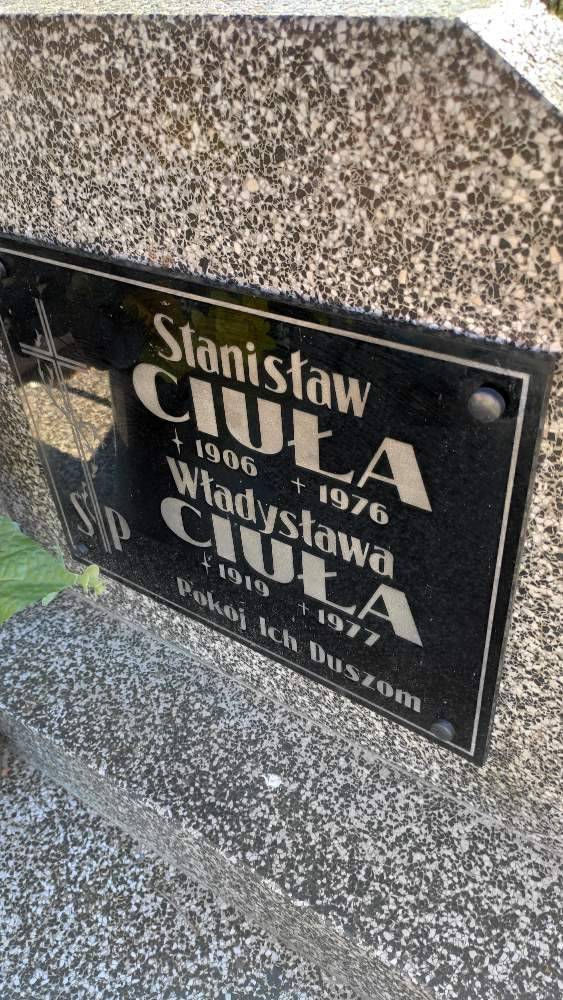 Stanisław
CIUŁA
* 1906 + 1976
Władysława
CIUŁA
* 1919 + 1977
Pokój Ich Duszom
Ś P